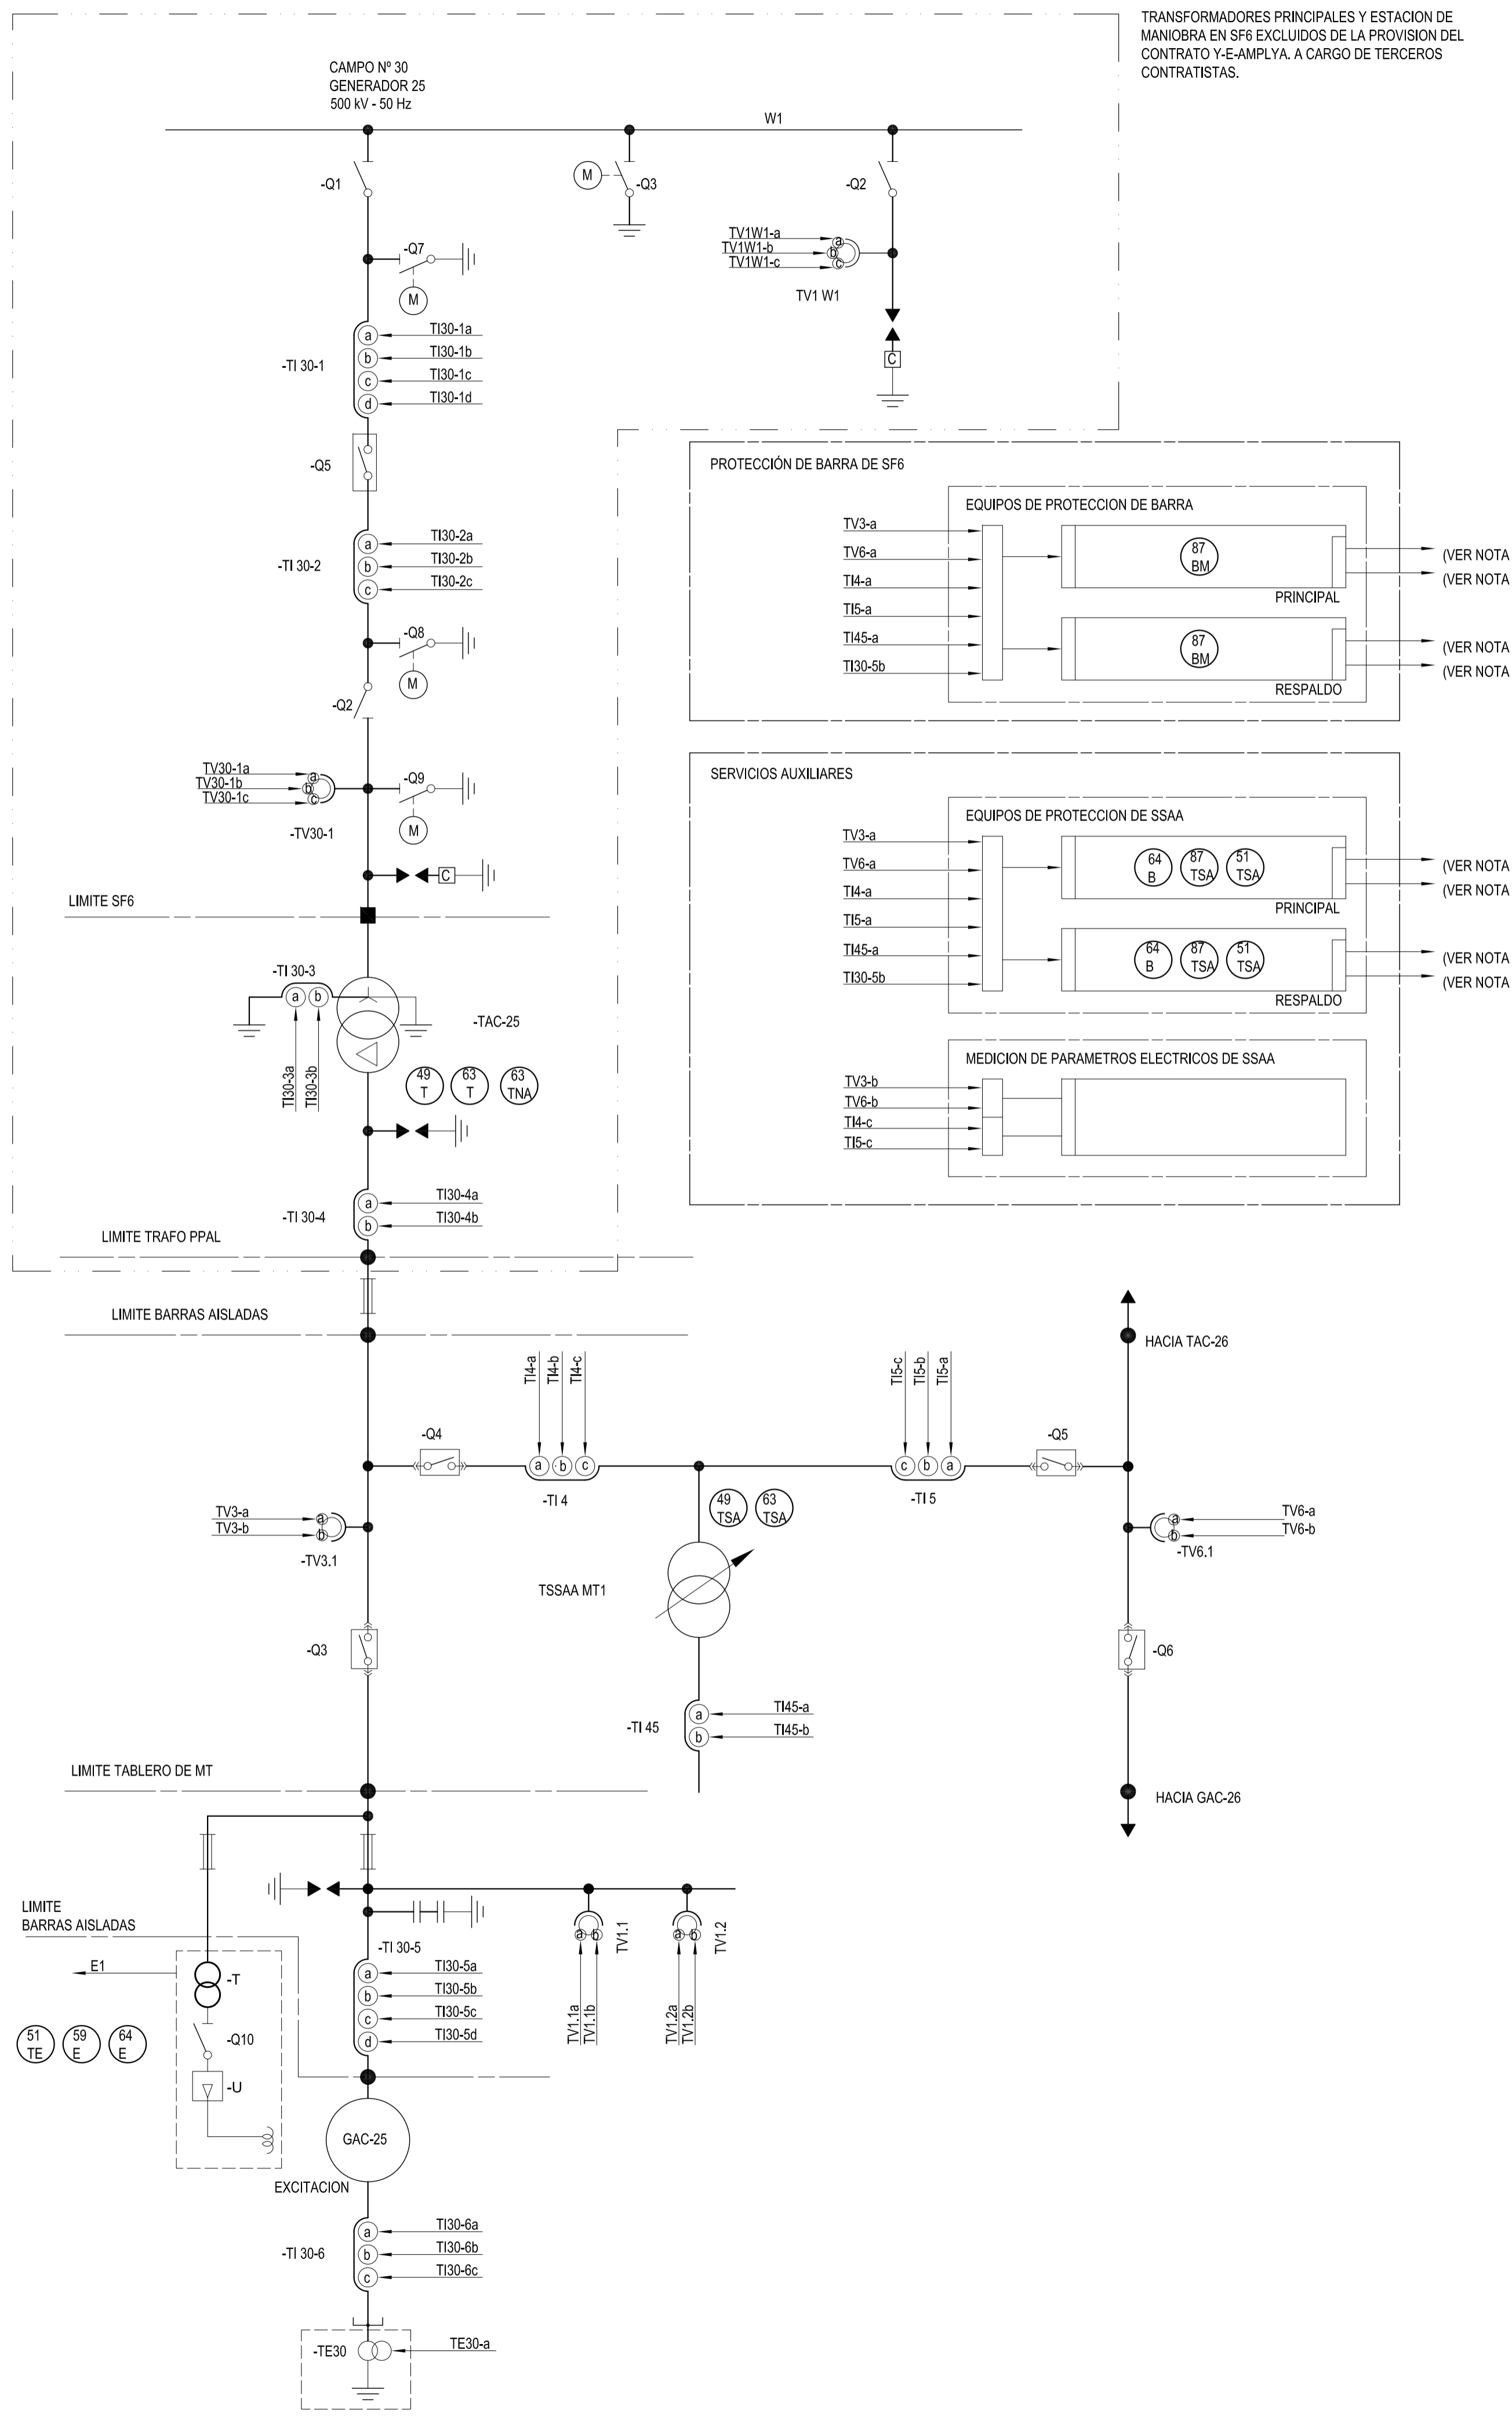 TRANSFORMADORES PRINCIPALES Y ESTACION DE
MANIOBRA EN SF6 EXCLUIDOS DE LA PROVISION DEL
CONTRATO Y-E-AMPLYA. A CARGO DE TERCEROS
CONTRATISTAS.
CAMPO Nº 30
GENERADOR 25
500 kV - 50 Hz
W1
-Q1
M
-Q3
-Q2
-Q7
M
TV1W1-a
TV1W1-b
TV1W1-c
a
b
c
TV1 W1
C
-TI 30-1
a
b
c
d
TI30-1a
TI30-1b
TI30-1c
TI30-1d
-Q5
-TI 30-2
a
b
c
TI30-2a
TI30-2b
TI30-2c
-Q8
M
-Q2
TV30-1a
TV30-1b
TV30-1c
a
b
c
-TV30-1
-Q9
M
C
LIMITE SF6
-TI 30-3
a
b
TI30-3a
TI30-3b
-TAC-25
49
T
63
T
63
TNA
-TI 30-4
a
b
TI30-4a
TI30-4b
LIMITE TRAFO PPAL
PROTECCIÓN DE BARRA DE SF6
EQUIPOS DE PROTECCION DE BARRA
TV3-a
TV6-a
TI4-a
TI5-a
TI45-a
TI30-5b
87
BM
PRINCIPAL
87
BM
RESPALDO
(VER NOTA
(VER NOTA
(VER NOTA
(VER NOTA
SERVICIOS AUXILIARES
EQUIPOS DE PROTECCION DE SSAA
TV3-a
TV6-a
TI4-a
TI5-a
TI45-a
TI30-5b
64
B
87
TSA
51
TSA
PRINCIPAL
64
B
87
TSA
51
TSA
RESPALDO
(VER NOTA
(VER NOTA
(VER NOTA
(VER NOTA
MEDICION DE PARAMETROS ELECTRICOS DE SSAA
TV3-b
TV6-b
TI4-c
TI5-c
LIMITE BARRAS AISLADAS
HACIA TAC-26
TI4-a
TI4-b
TI4-c
TI5-c
TI5-b
TI5-a
-Q4
a
b
c
-TI 4
c
b
a
-TI 5
-Q5
49
TSA
63
TSA
TV3-a
TV3-b
a
b
-TV3.1
TV6-a
TV6-b
a
b
-TV6.1
TSSAA MT1
-Q3
-Q6
-TI 45
a
b
TI45-a
TI45-b
LIMITE TABLERO DE MT
HACIA GAC-26
LIMITE
BARRAS AISLADAS
E1
-T
-Q10
-U
51
TE
59
E
64
E
-TI 30-5
a
b
c
d
TI30-5a
TI30-5b
TI30-5c
TI30-5d
a
b
TV1.1
TV1.1a
TV1.1b
a
b
TV1.2
TV1.2a
TV1.2b
GAC-25
EXCITACION
-TI 30-6
a
b
c
TI30-6a
TI30-6b
TI30-6c
-TE30
TE30-a